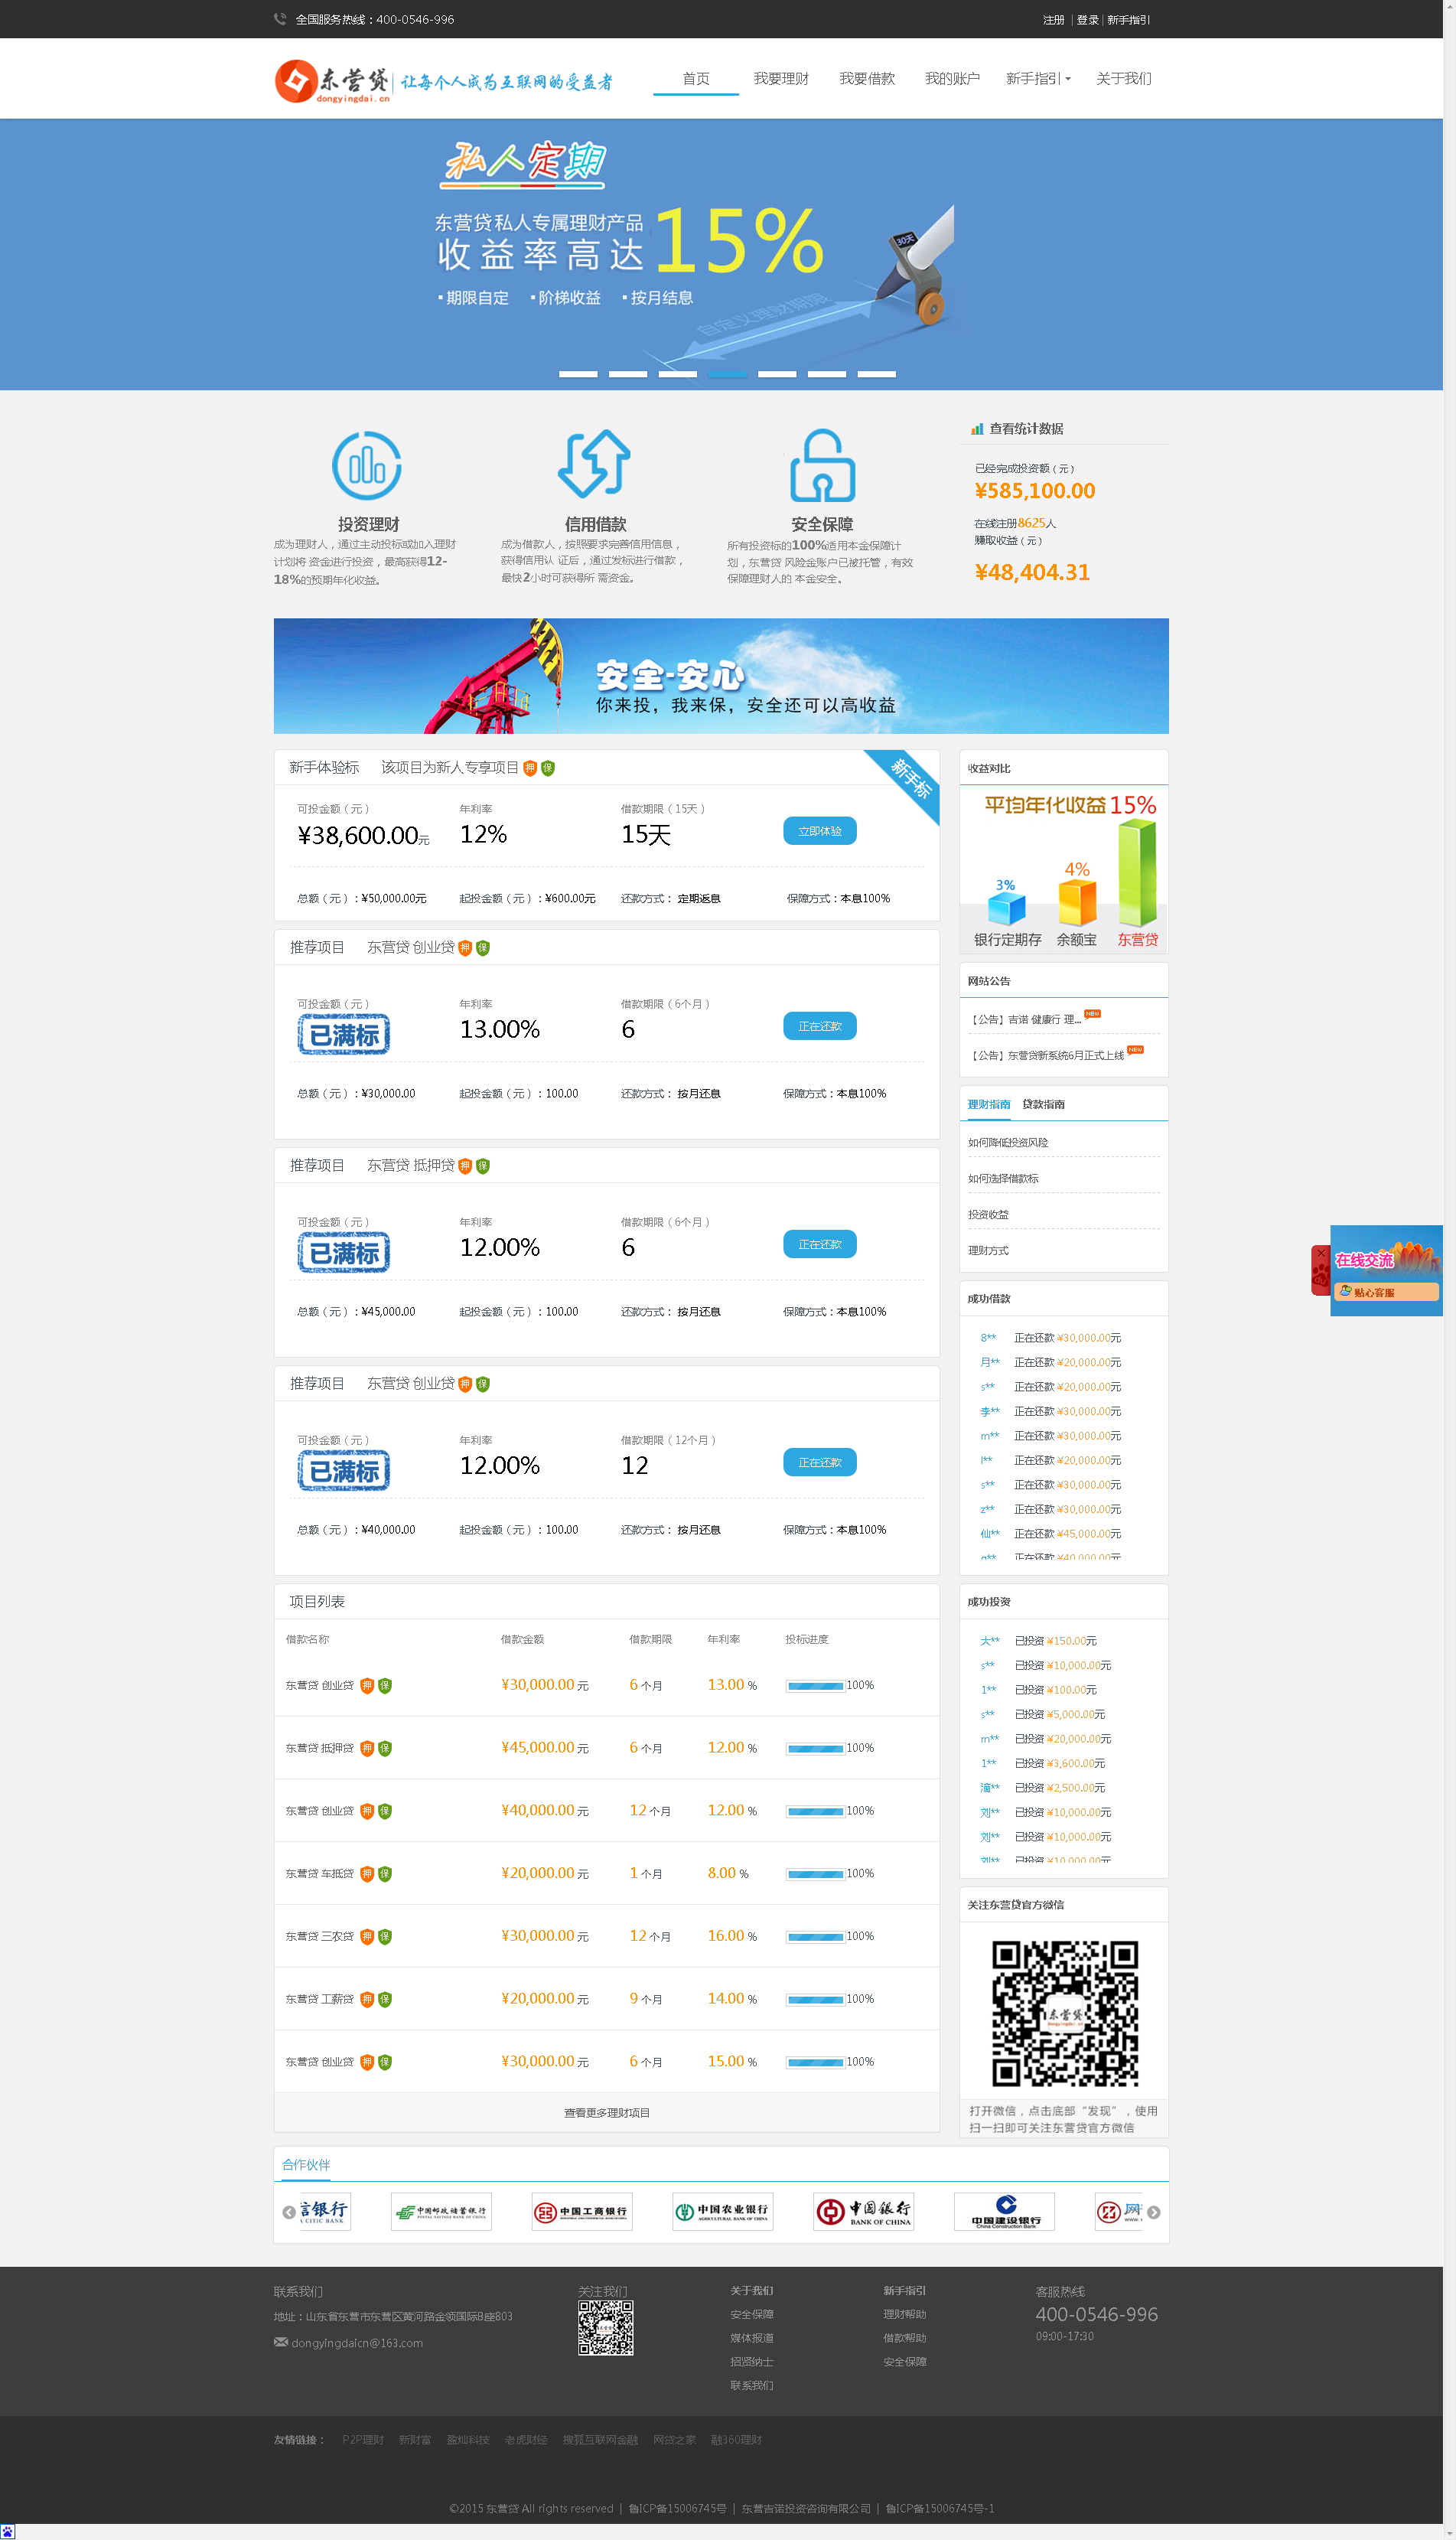 全国服务热线：400-0546-996
注册 | 登录 | 新手指引
东营贷 dongyingdai.cn 让每个人成为互联网的受益者
首页 我要理财 我要借款 我的账户 新手指引 关于我们
私人定期
东营贷私人专属理财产品
收益率高达15%
期限自定 阶梯收益 按月结息
30天
自定义理财期限
投资理财
成为理财人，通过主动投标或加入理财
计划将 资金进行投资，最高获得12-
18%的预期年化收益。
信用借款
成为借款人，按照要求完善信用信息，
获得信用认 证后，通过发标进行借款，
最快2小时可获得所 需资金。
安全保障
所有投资标的100%适用本金保障计
划，东营贷 风险金账户已被托管，有效
保障理财人的 本金安全。
查看统计数据
已经完成投资额（元）
¥585,100.00
在线注册8625人
赚取收益（元）
¥48,404.31
安全-安心
你来投，我来保，安全还可以高收益
新手体验标 该项目为新人专享项目 押 保
新手标
可投金额（元） 年利率 借款期限（15天）
¥38,600.00元 12% 15天 立即体验
总额（元）：¥50,000.00元 起投金额（元）：¥600.00元 还款方式： 定期返息 保障方式：本息100%
推荐项目 东营贷 创业贷 押 保
可投金额（元） 年利率 借款期限（6个月）
已满标 13.00% 6 正在还款
总额（元）：¥30,000.00 起投金额（元）：100.00 还款方式： 按月还息 保障方式：本息100%
推荐项目 东营贷 抵押贷 押 保
可投金额（元） 年利率 借款期限（6个月）
已满标 12.00% 6 正在还款
总额（元）：¥45,000.00 起投金额（元）：100.00 还款方式： 按月还息 保障方式：本息100%
推荐项目 东营贷 创业贷 押 保
可投金额（元） 年利率 借款期限（12个月）
已满标 12.00% 12 正在还款
总额（元）：¥40,000.00 起投金额（元）：100.00 还款方式： 按月还息 保障方式：本息100%
项目列表
借款名称 借款金额 借款期限 年利率 投标进度
东营贷 创业贷 押 保 ¥30,000.00 元 6 个月 13.00 % 100%
东营贷 抵押贷 押 保 ¥45,000.00 元 6 个月 12.00 % 100%
东营贷 创业贷 押 保 ¥40,000.00 元 12 个月 12.00 % 100%
东营贷 车抵贷 押 保 ¥20,000.00 元 1 个月 8.00 % 100%
东营贷 三农贷 押 保 ¥30,000.00 元 12 个月 16.00 % 100%
东营贷 工薪贷 押 保 ¥20,000.00 元 9 个月 14.00 % 100%
东营贷 创业贷 押 保 ¥30,000.00 元 6 个月 15.00 % 100%
查看更多理财项目
收益对比
平均年化收益 15%
3% 4%
银行定期存 余额宝 东营贷
网站公告
【公告】吉诺 健康行 理... NEW
【公告】东营贷新系统6月正式上线 NEW
理财指南 贷款指南
如何降低投资风险
如何选择借款标
投资收益
理财方式
成功借款
8** 正在还款 ¥30,000.00元
月** 正在还款 ¥20,000.00元
s** 正在还款 ¥20,000.00元
李** 正在还款 ¥30,000.00元
m** 正在还款 ¥30,000.00元
l** 正在还款 ¥20,000.00元
s** 正在还款 ¥30,000.00元
z** 正在还款 ¥30,000.00元
仙** 正在还款 ¥45,000.00元
正在还款 ¥40,000.00元
成功投资
大** 已投资 ¥150.00元
s** 已投资 ¥10,000.00元
1** 已投资 ¥100.00元
s** 已投资 ¥5,000.00元
m** 已投资 ¥20,000.00元
1** 已投资 ¥3,600.00元
已投资 ¥2,500.00元
刘** 已投资 ¥10,000.00元
刘** 已投资 ¥10,000.00元
刘** 已投资 ¥10,000.00元
关注东营贷官方微信
东营贷
打开微信，点击底部“发现”，使用
扫一扫即可关注东营贷官方微信
在线交流
贴心客服
合作伙伴
信银行 CITIC BANK
中国邮政储蓄银行 POSTAL SAVINGS BANK OF CHINA
中国工商银行
中国农业银行 AGRICULTURAL BANK OF CHINA
中国银行 BANK OF CHINA
中国建设银行 China Construction Bank
联系我们
地址：山东省东营市东营区黄河路金领国际B座803
dongyingdaicn@163.com
关注我们
关于我们
安全保障
媒体报道
招贤纳士
联系我们
新手指引
理财帮助
借款帮助
安全保障
客服热线
400-0546-996
09:00-17:30
友情链接： P2P理财 新财富 盈灿科技 老虎财经 搜狐互联网金融 网贷之家 融360理财
©2015 东营贷 All rights reserved | 鲁ICP备15006745号 | 东营吉诺投资咨询有限公司 | 鲁ICP备15006745号-1